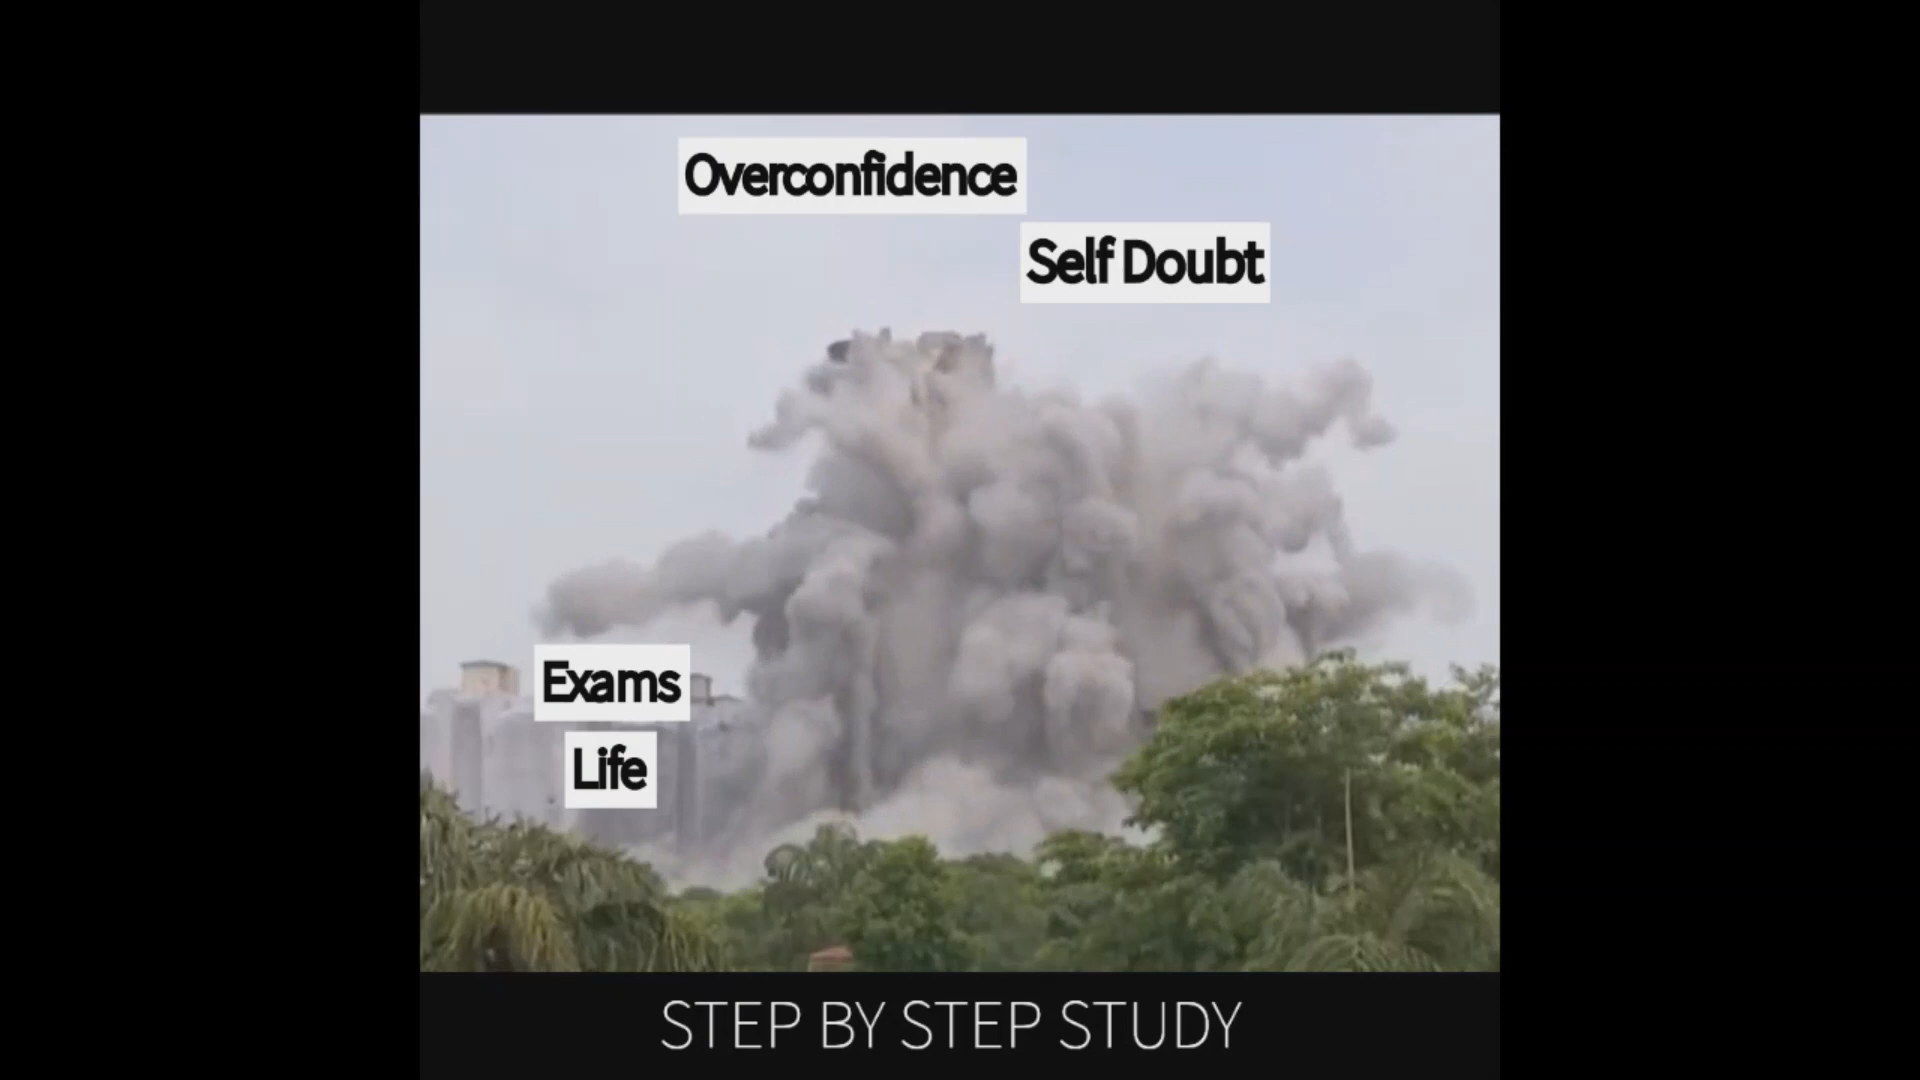 Overconfidence
Self Doubt
Exams
Life
STEP BY STEP STUDY